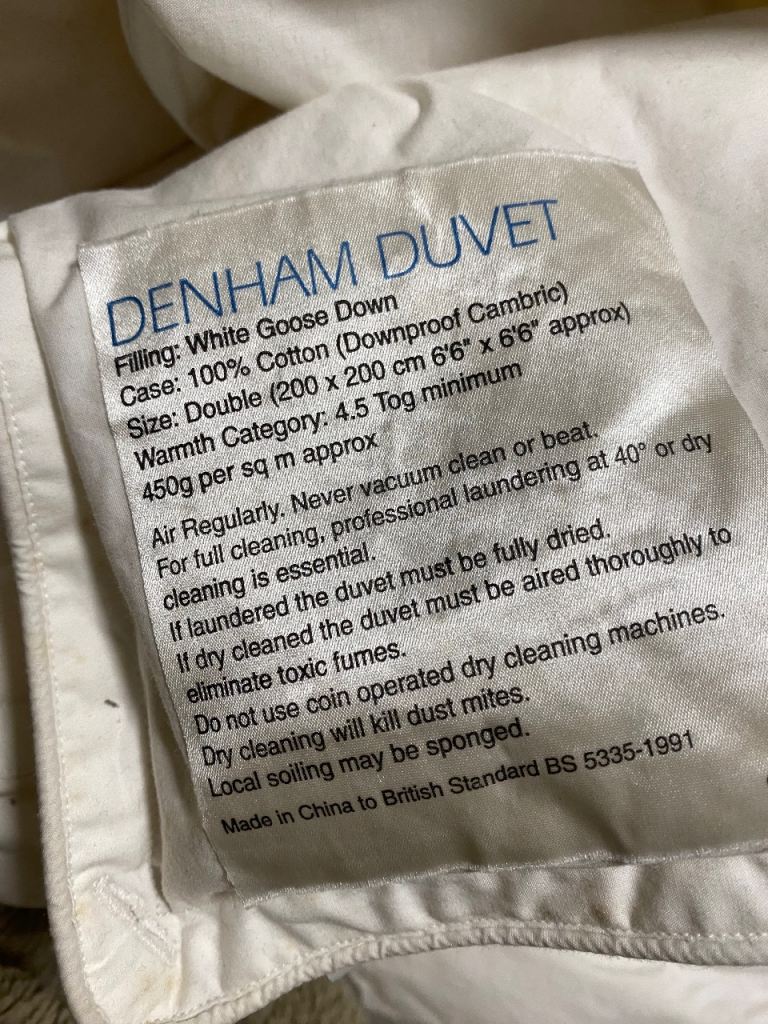 DENHAM DUVET
Filling: White Goose Down
Case: 100% Cotton (Downproof Cambric)
Size: Double (200 x 200 cm 6'6" x 6'6" approx)
Warmth Category: 4.5 Tog minimum
450g per sq m approx
Air Regularly. Never vacuum clean or beat.
For full cleaning, professional laundering at 40° or dry
cleaning is essential.
If laundered the duvet must be fully dried.
If dry cleaned the duvet must be aired thoroughly to
eliminate toxic fumes.
Do not use coin operated dry cleaning machines.
Dry cleaning will kill dust mites.
Local soiling may be sponged.
Made in China to British Standard BS 5335-1991